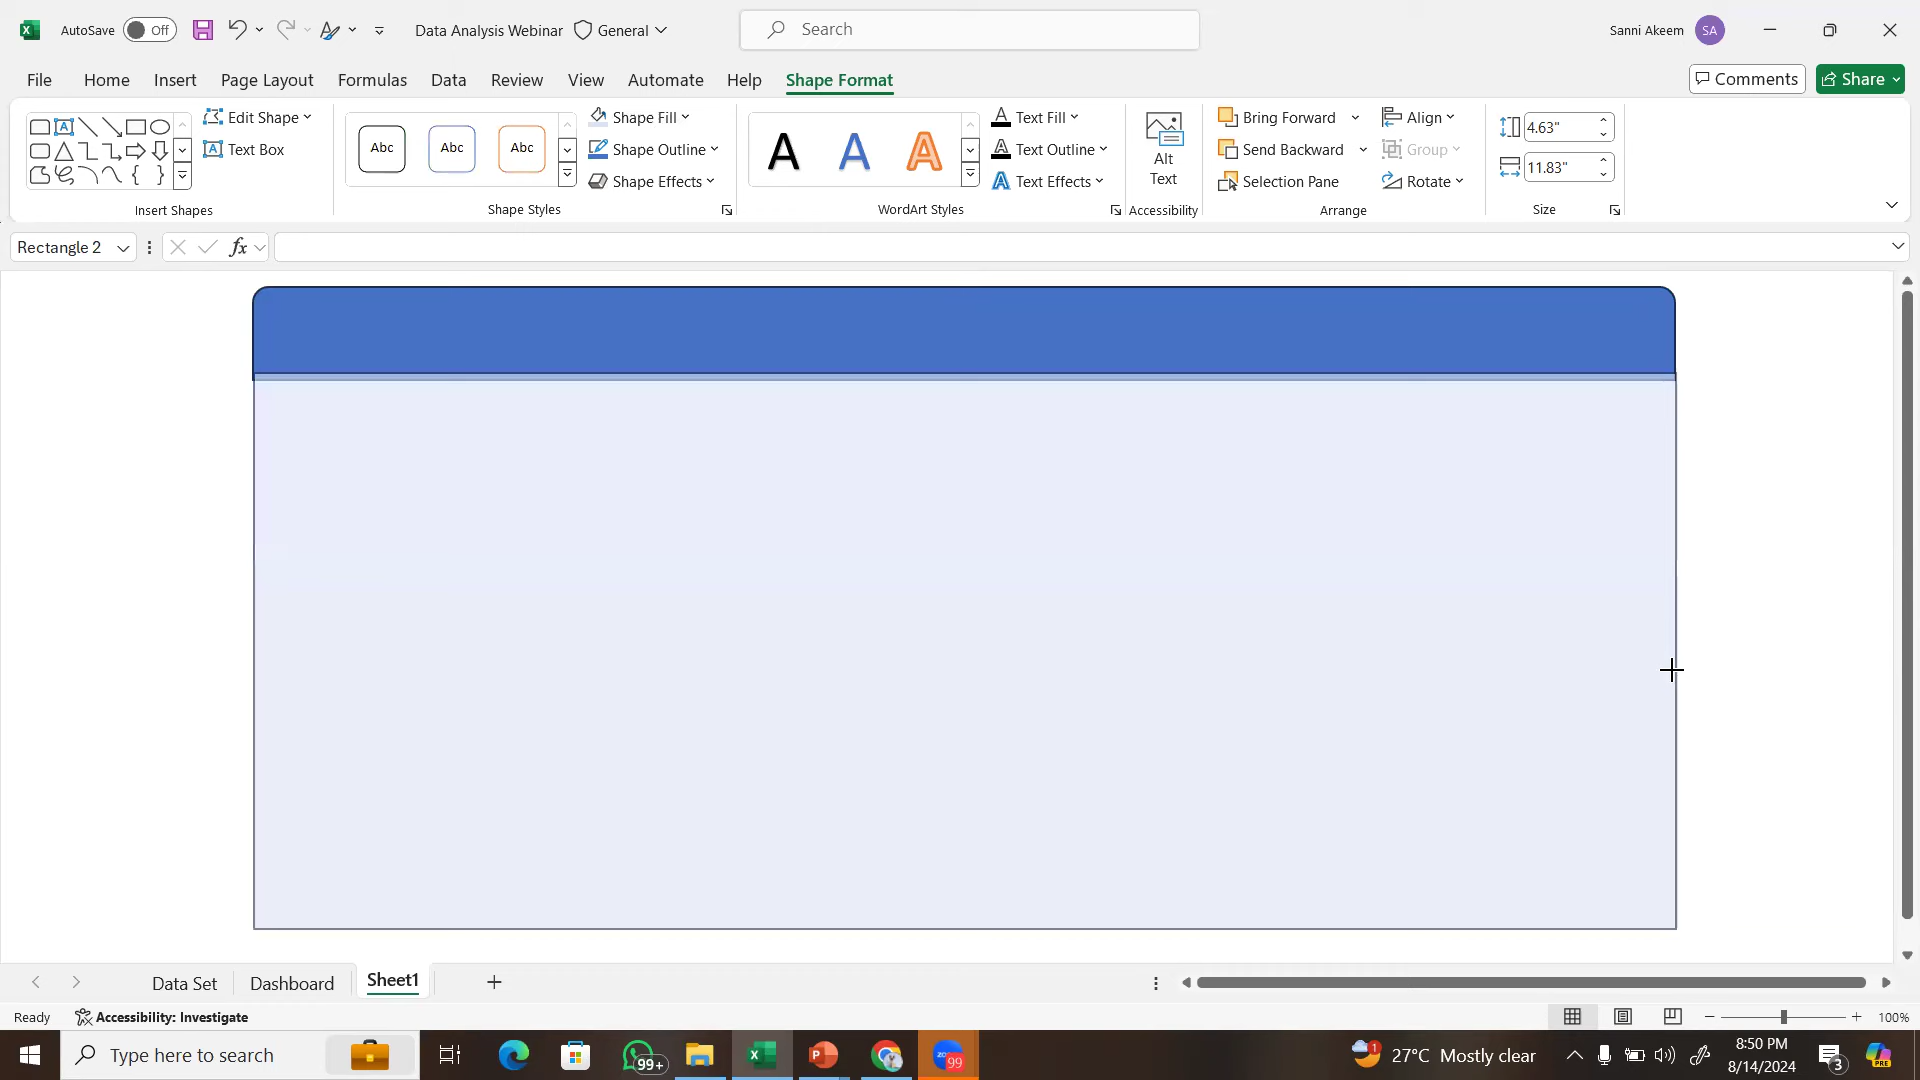 AutoSave Off Data Analysis Webinar General Search Sanni Akeem SA
File Home Insert Page Layout Formulas Data Review View Automate Help Shape Format Comments Share
Edit Shape
Text Box
Insert Shapes
Abc Abc Abc
Shape Fill
Shape Outline
Shape Effects
Shape Styles
A A A
Text Fill
Text Outline
Text Effects
WordArt Styles
Alt
Text
Accessibility
Bring Forward
Send Backward
Selection Pane
Align
Group
Rotate
Arrange
4.63"
11.83"
Size
Rectangle 2 fx
Data Set Dashboard Sheet1
Ready Accessibility: Investigate 100%
Type here to search 99+ 99 27°C Mostly clear 8:50 PM
8/14/2024 3 PRE